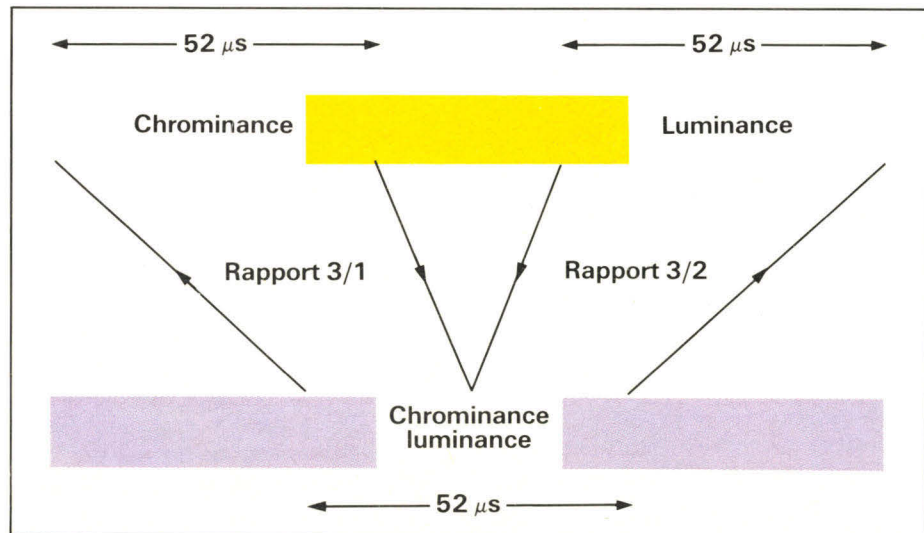 52 μs
52 μs
Chrominance
Luminance
Rapport 3/1
Rapport 3/2
Chrominance
luminance
52 μs